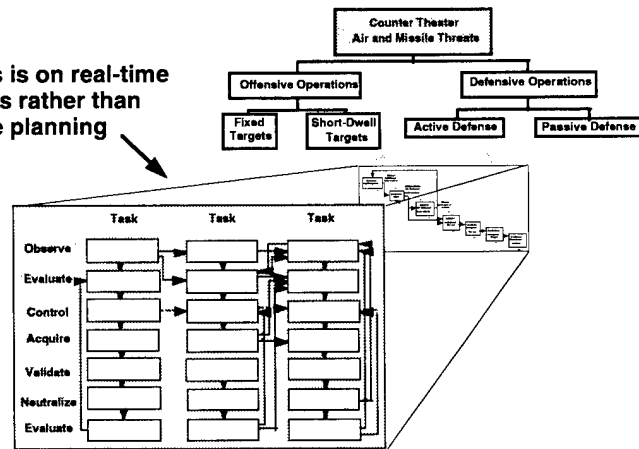 Counter Theater
Air and Missile Threats
s is on real-time
s rather than
e planning
Offensive Operations
Defensive Operations
Fixed
Targets
Short-Dwell
Targets
Active Defense
Passive Defense
Task
Task
Task
Observe
Evaluate
Control
Acquire
Validate
Neutralize
Evaluate